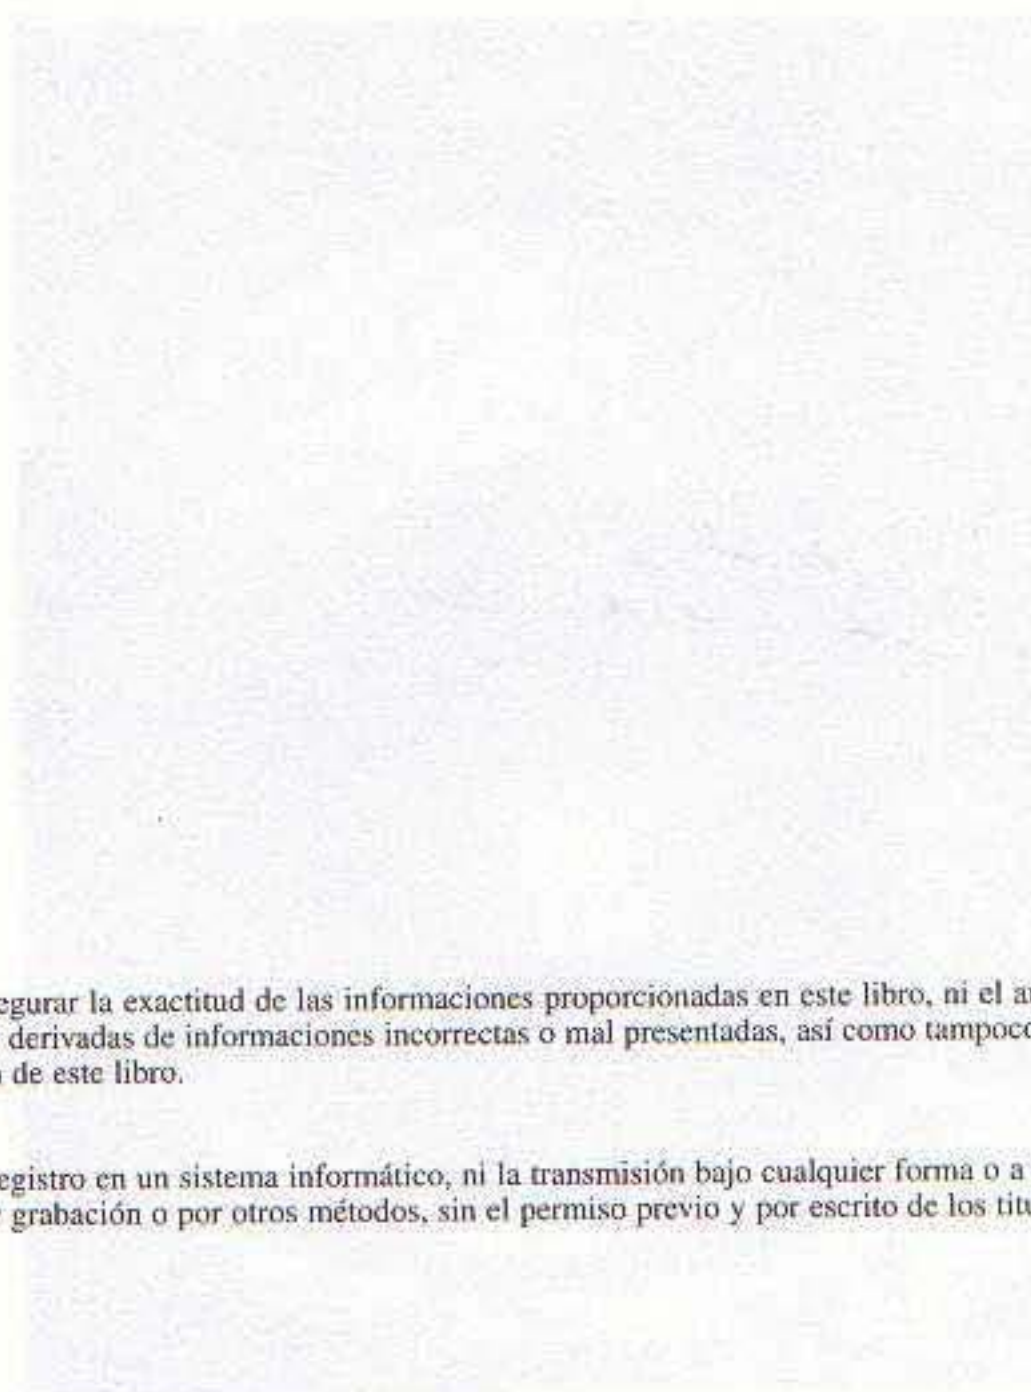 egurar la exactitud de las informaciones proporcionadas en este libro, ni el a
derivadas de informaciones incorrectas o mal presentadas, así como tampoco
de este libro.
egistro en un sistema informático, ni la transmisión bajo cualquier forma o a
grabación o por otros métodos, sin el permiso previo y por escrito de los titu